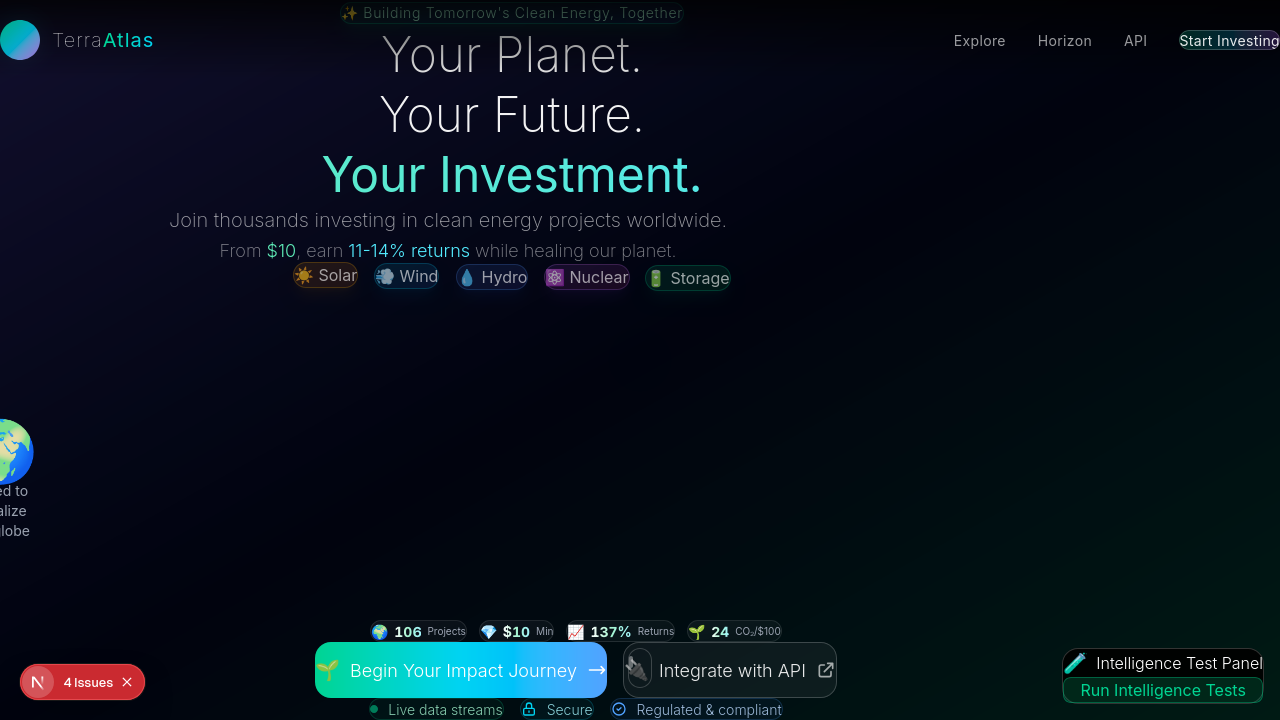 ✨ Building Tomorrow's Clean Energy, Together
TerraAtlas
Explore
Horizon
API
Start Investing
Your Planet.
Your Future.
Your Investment.
Join thousands investing in clean energy projects worldwide.
From $10, earn 11-14% returns while healing our planet.
☀️ Solar
💨 Wind
💧 Hydro
⚛️ Nuclear
🔋 Storage
ed to
alize
globe
🌍 106 Projects
💎 $10 Min
📈 137% Returns
🌱 24 CO₂/$100
🌱 Begin Your Impact Journey →
🔌 Integrate with API
Live data streams
Secure
Regulated & compliant
N 4 Issues ×
🧪 Intelligence Test Panel
Run Intelligence Tests